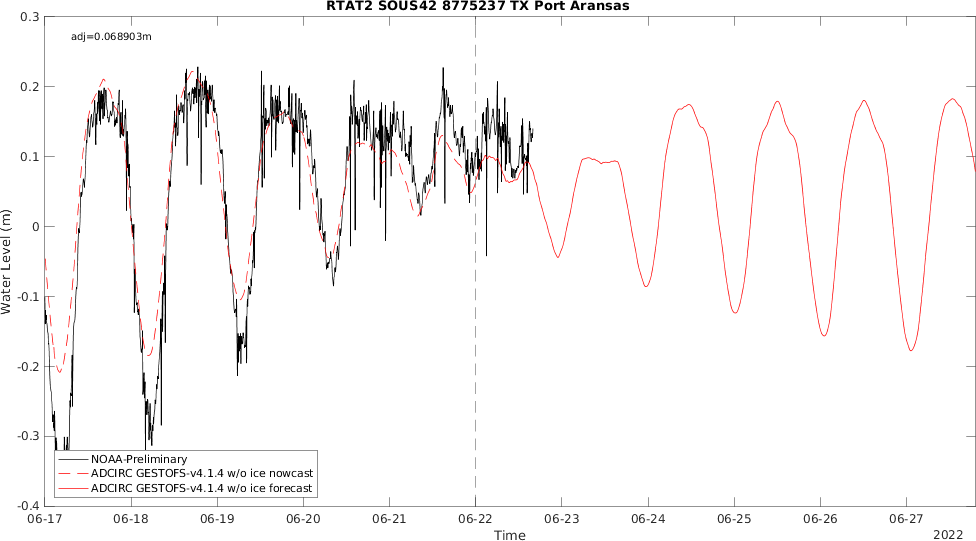 RTAT2 SOUS42 8775237 TX Port Aransas
adj=0.068903m
0.3
0.2
0.1
0
-0.1
-0.2
-0.3
-0.4
Water Level (m)
NOAA-Preliminary
ADCIRC GESTOFS-v4.1.4 w/o ice nowcast
ADCIRC GESTOFS-v4.1.4 w/o ice forecast
06-17 06-18 06-19 06-20 06-21 06-22 06-23 06-24 06-25 06-26 06-27
Time
2022